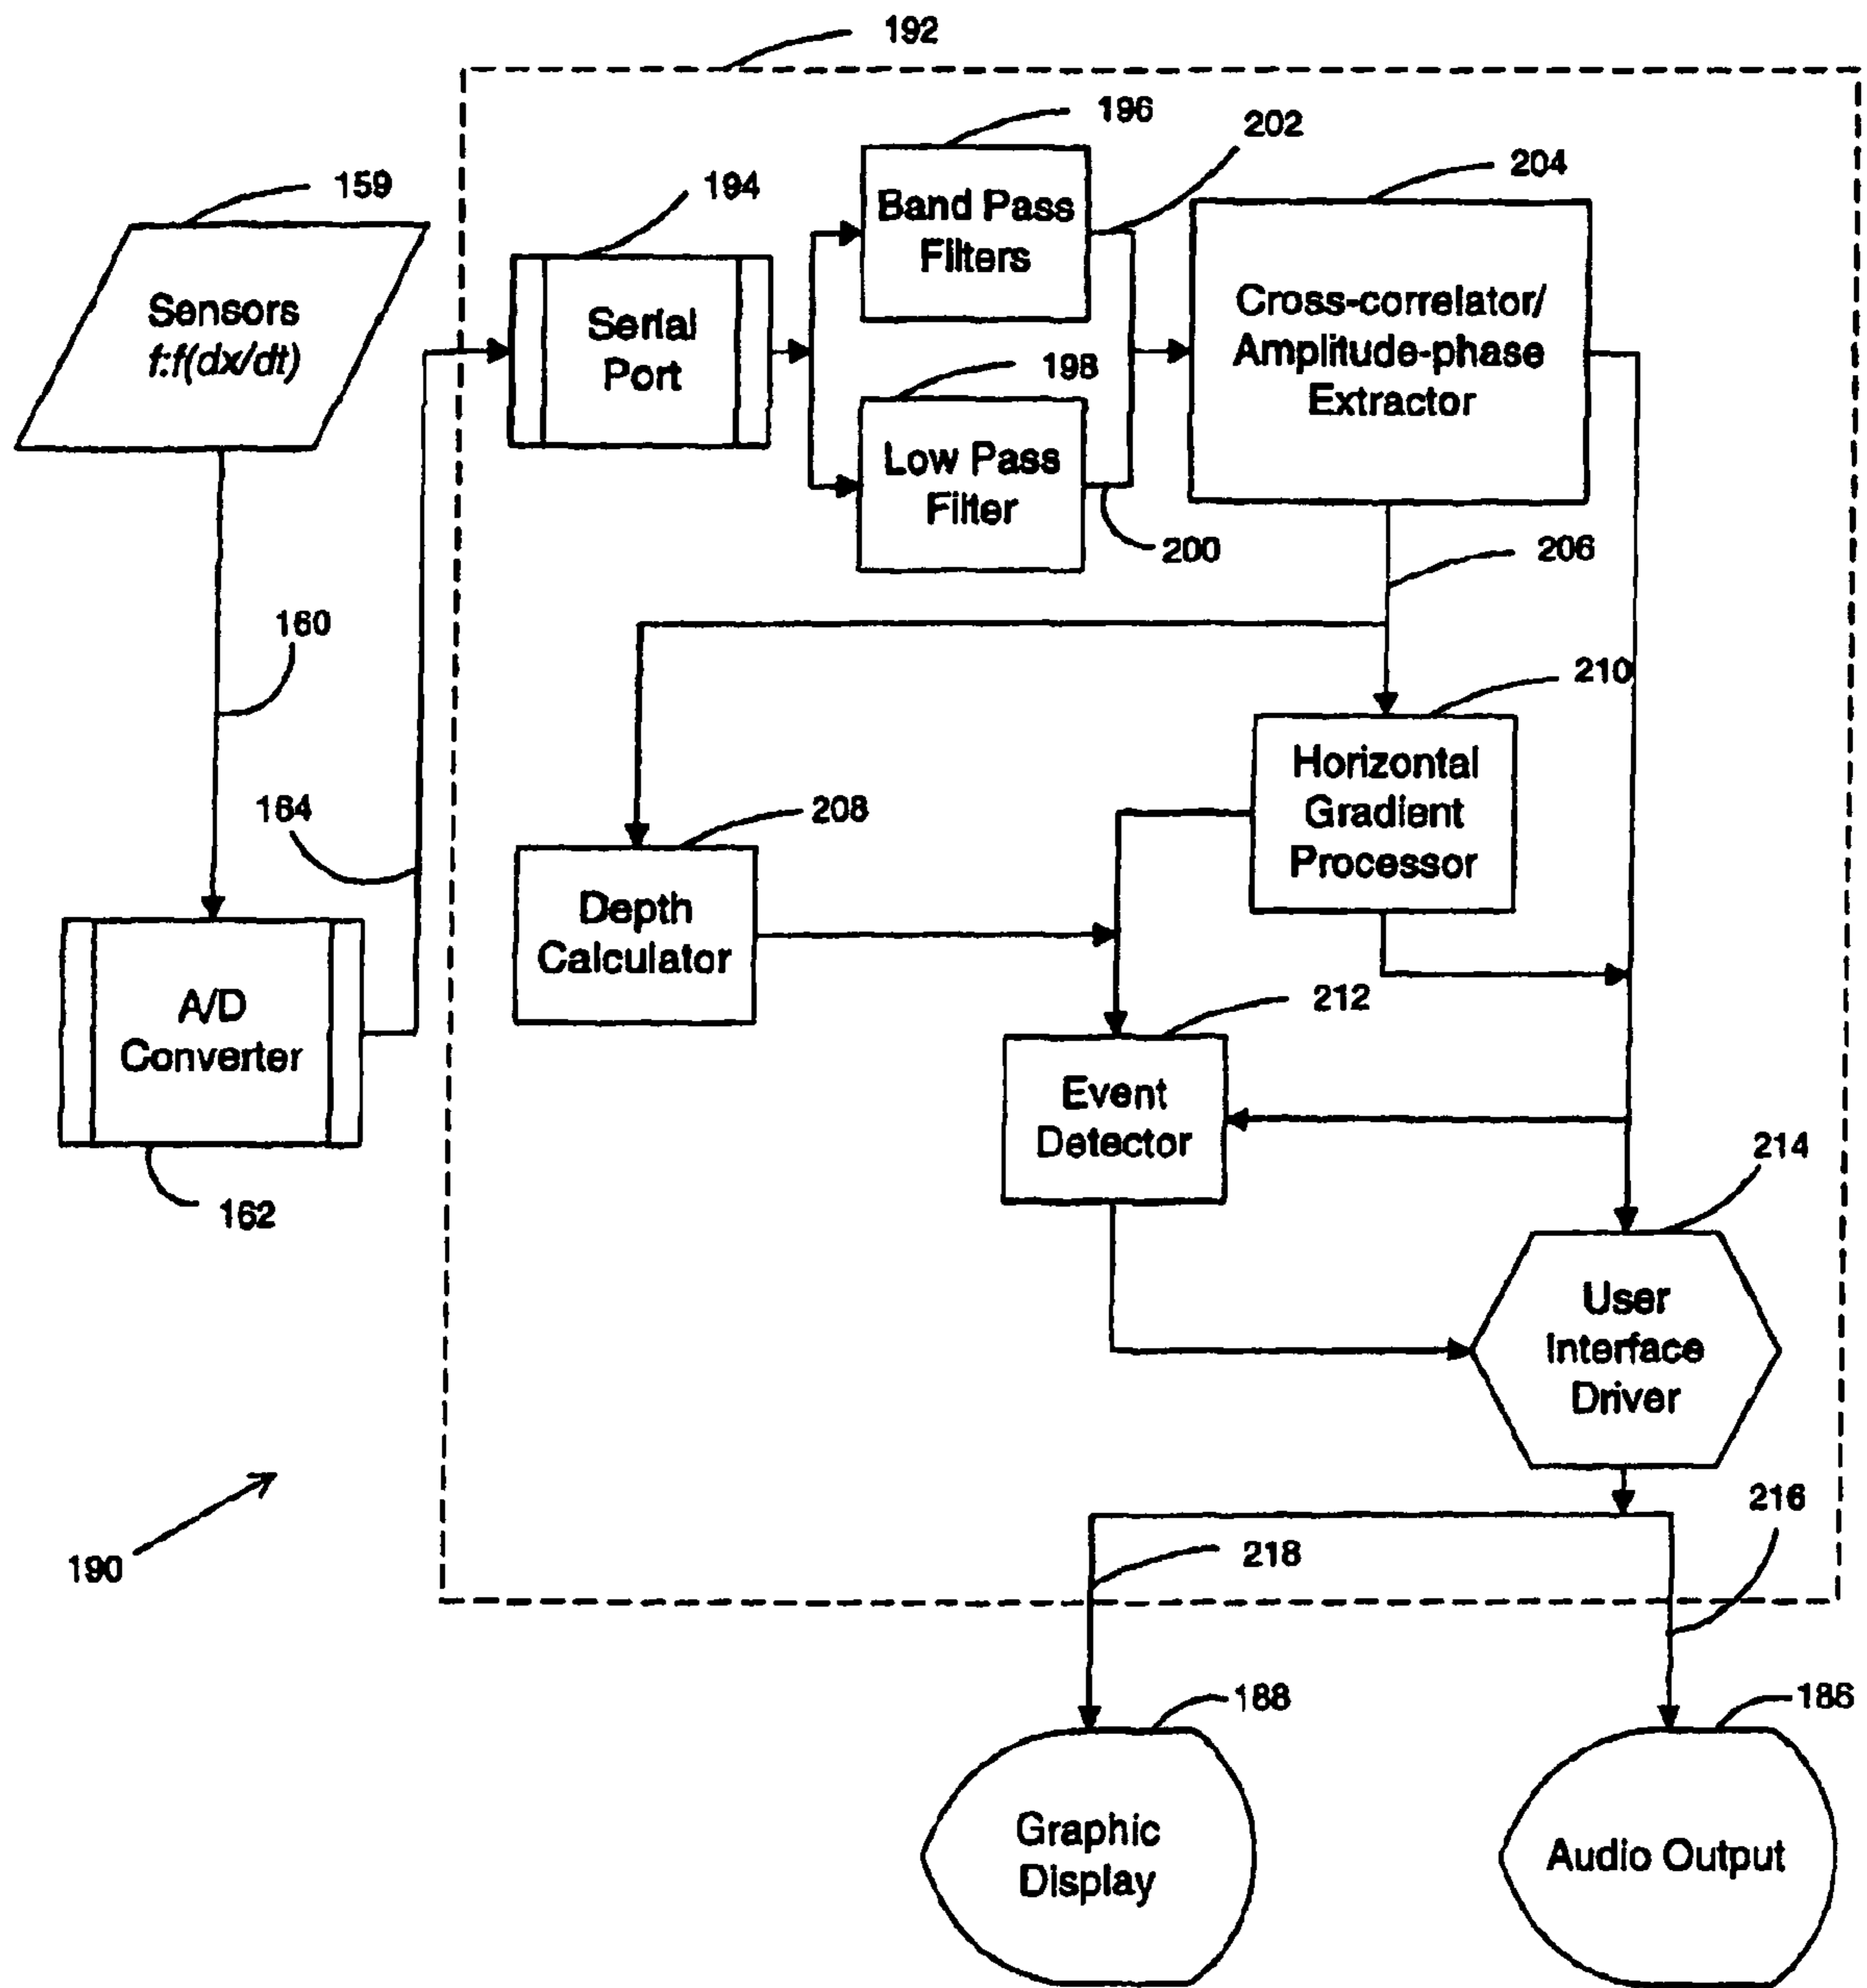 192
196
202
159
194
204
Band Pass
Filters
Sensors
f:f(dx/dt)
Serial
Port
Cross-correlator/
Amplitude-phase
Extractor
198
Low Pass
Filter
200
206
160
210
Horizontal
Gradient
Processor
164
208
Depth
Calculator
A/D
Converter
212
Event
Detector
214
162
User
Interface
Driver
216
218
190
188
186
Graphic
Display
Audio Output